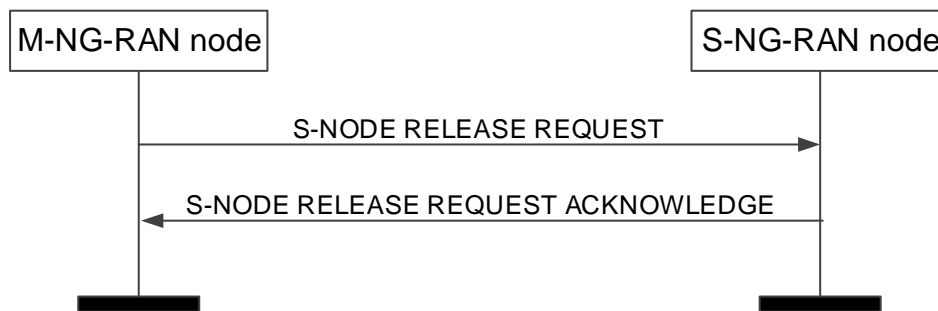 M-NG-RAN node
S-NG-RAN node
S-NODE RELEASE REQUEST
S-NODE RELEASE REQUEST ACKNOWLEDGE